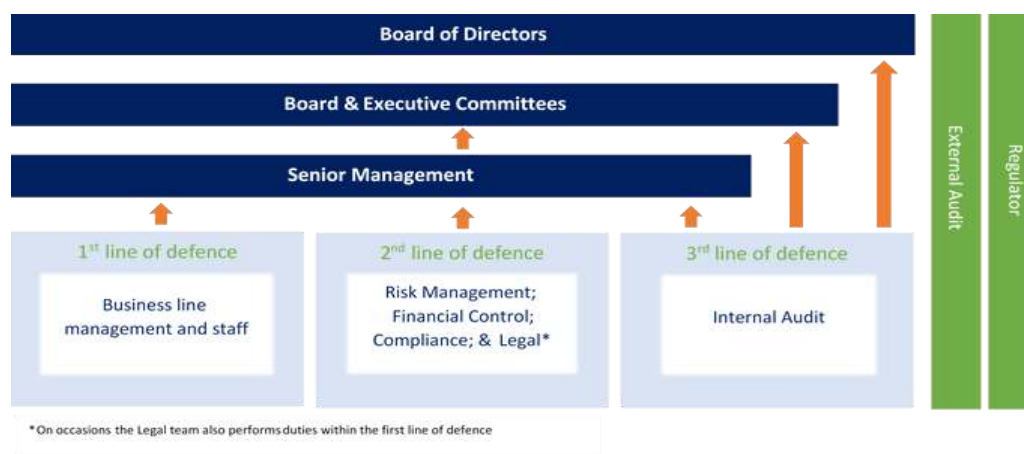 Board of Directors
Board & Executive Committees
Senior Management
1st line of defence
Business line
management and staff
2nd line of defence
Risk Management;
Financial Control;
Compliance; & Legal*
3rd line of defence
Internal Audit
External Audit
Regulator
*On occasions the Legal team also performs duties within the first line of defence